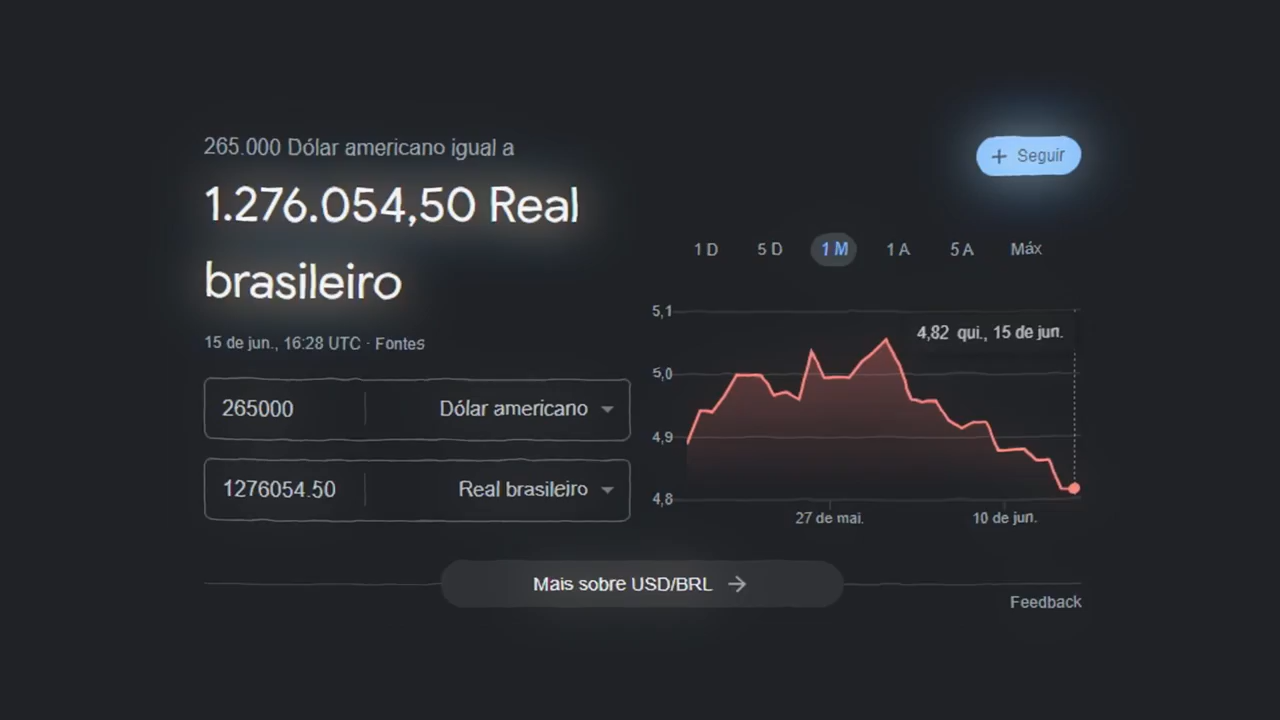 265.000 Dólar americano igual a
1.276.054,50 Real
brasileiro
15 de jun., 16:28 UTC · Fontes
265000 Dólar americano
1276054.50 Real brasileiro
+ Seguir
1 D 5 D 1 M 1 A 5 A Máx
5,1
4,82 qui., 15 de jun.
5,0
4,9
4,8
27 de mai. 10 de jun.
Mais sobre USD/BRL →
Feedback